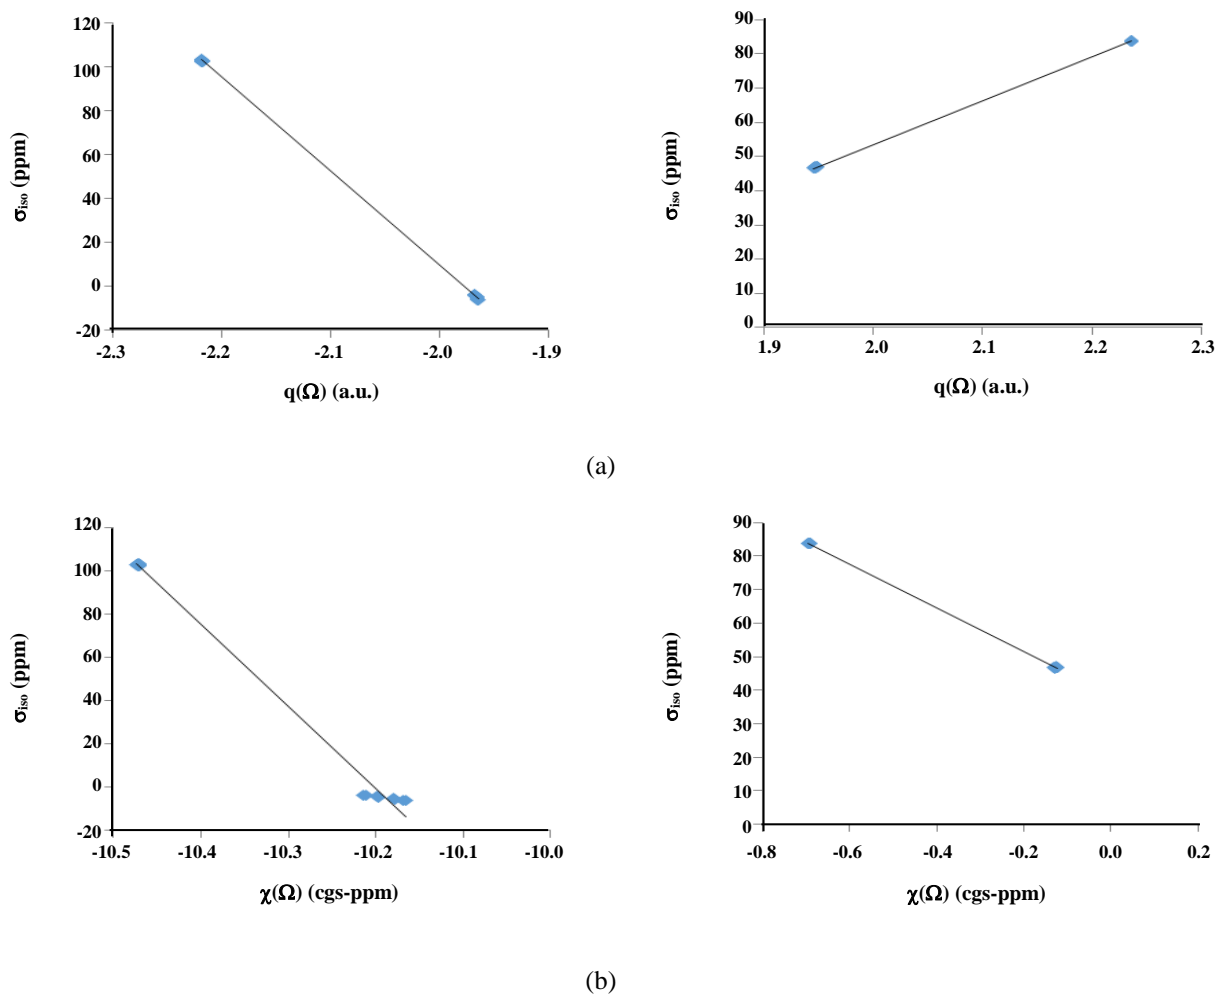 120
100
80
60
40
20
0
-20
-2.3 -2.2 -2.1 -2.0 -1.9
σiso (ppm)
q(Ω) (a.u.)
90
80
70
60
50
40
30
20
10
0
1.9 2.0 2.1 2.2 2.3
σiso (ppm)
q(Ω) (a.u.)
(a)
120
100
80
60
40
20
0
-20
-10.5 -10.4 -10.3 -10.2 -10.1 -10.0
σiso (ppm)
χ(Ω) (cgs-ppm)
90
80
70
60
50
40
30
20
10
0
-0.8 -0.6 -0.4 -0.2 0.0 0.2
σiso (ppm)
χ(Ω) (cgs-ppm)
(b)